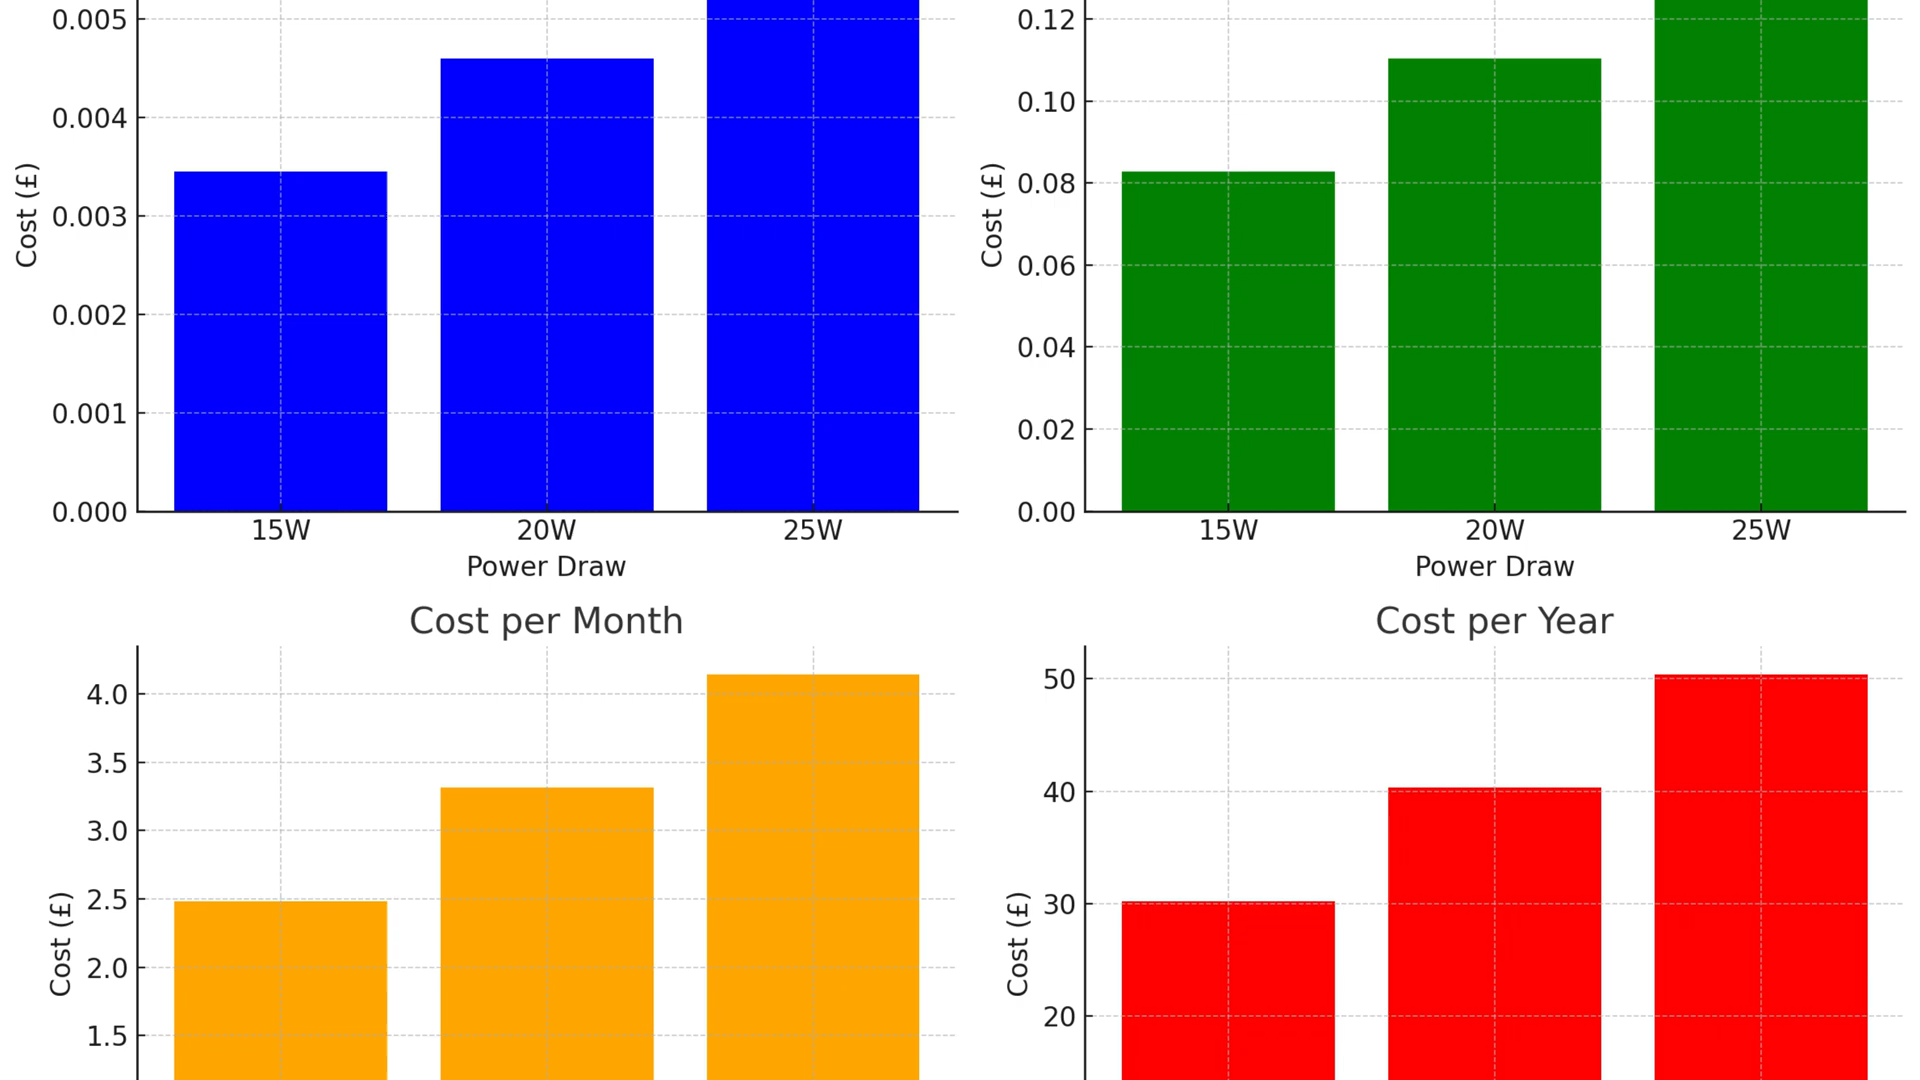 0.005
0.004
0.003
0.002
0.001
0.000
Cost (£)
15W 20W 25W
Power Draw
0.12
0.10
0.08
0.06
0.04
0.02
0.00
Cost (£)
15W 20W 25W
Power Draw
Cost per Month
4.0
3.5
3.0
2.5
2.0
1.5
Cost (£)
Cost per Year
50
40
30
20
Cost (£)